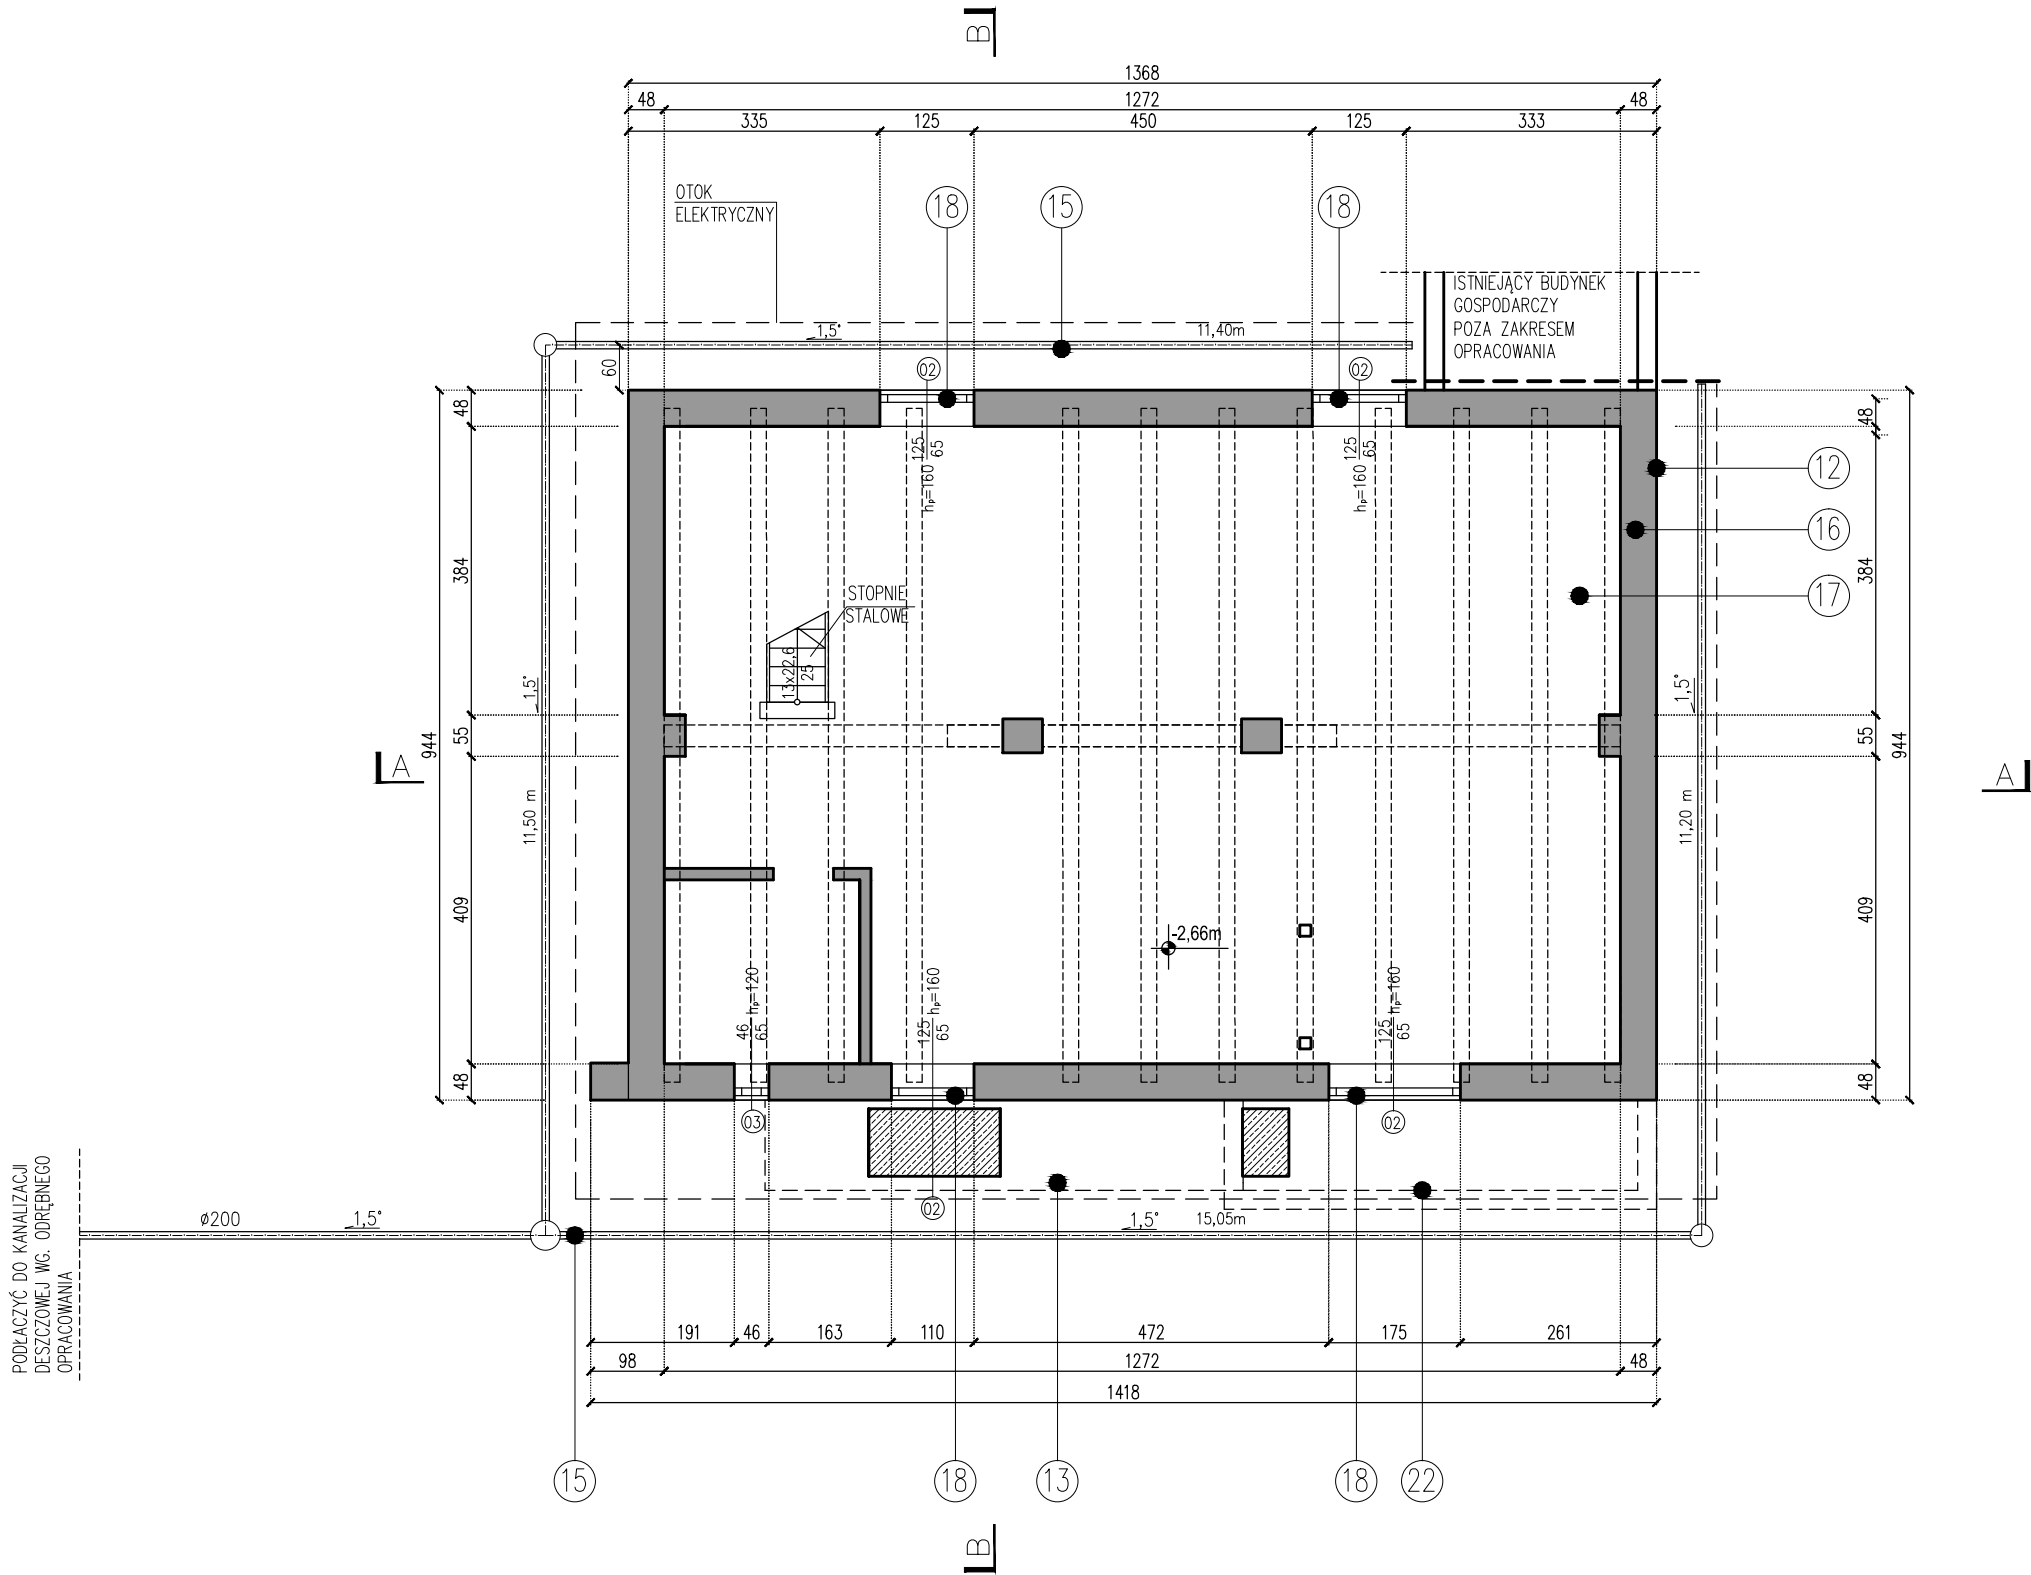 B
1368
48
1272
48
335
125
450
125
333
OTOK
ELEKTRYCZNY
18
15
18
ISTNIEJĄCY BUDYNEK
GOSPODARCZY
POZA ZAKRESEM
OPRACOWANIA
1,5°
11,40m
60
02
02
48
48
125
65
hp=160
125
65
hp=160
12
16
384
384
17
STOPNIE
STALOWE
13x22,6
25
1,5°
1,5°
55
55
944
944
A
A
11,50 m
11,20 m
409
409
-2,66m
46
65
hp=120
125
65
hp=160
125
65
hp=160
48
48
03
02
02
PODŁACZYĆ DO KANALIZACJI
DESZCZOWEJ WG. ODRĘBNEGO
OPRACOWANIA
ø200
1,5°
1,5°
15,05m
191
46
163
110
472
175
261
98
1272
48
1418
15
18
13
18
22
B